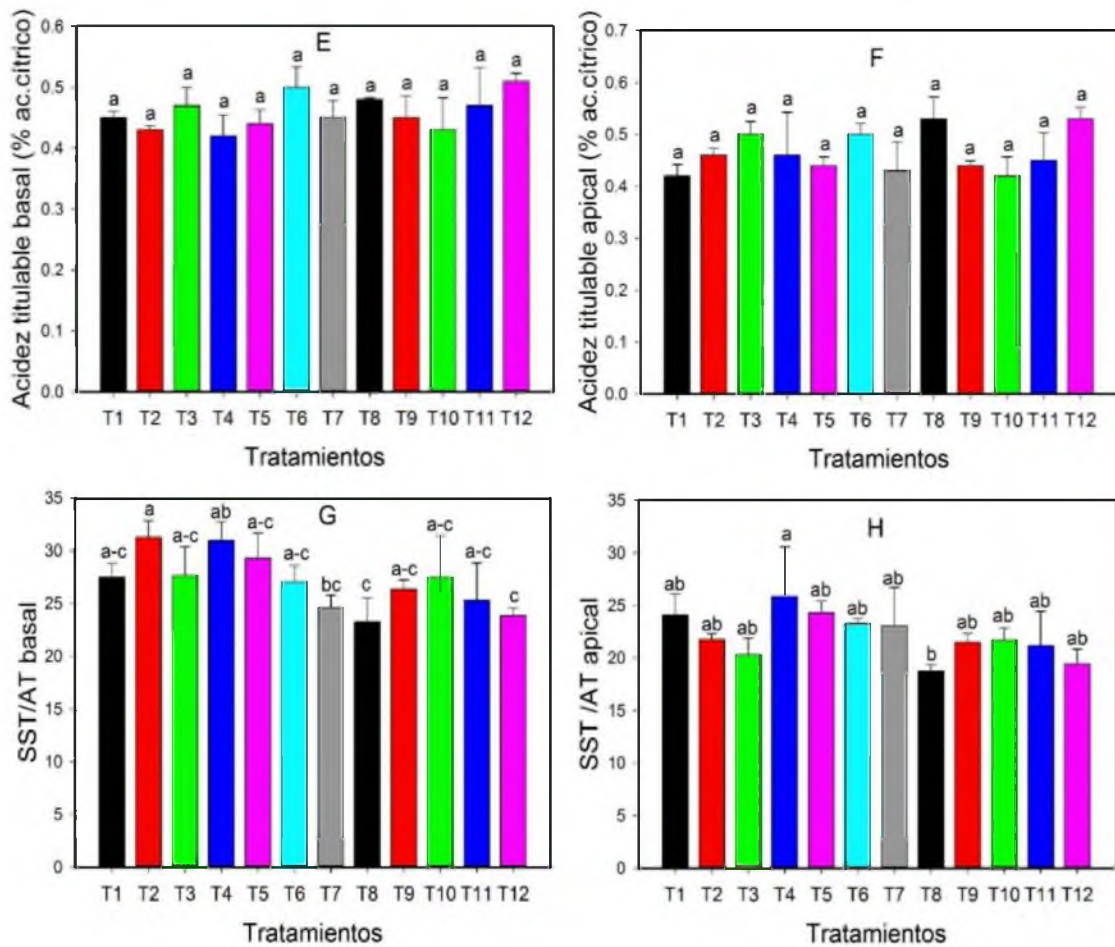 E
Acidez titulable basal (% ac.cítrico)
0.6
0.5
0.4
0.3
0.2
0.1
0.0
a a a a a a a a a a a a
T1 T2 T3 T4 T5 T6 T7 T8 T9 T10 T11 T12
Tratamientos
F
Acidez titulable apical (% ac.cítrico)
0.7
0.6
0.5
0.4
0.3
0.2
0.1
0.0
a a a a a a a a a a a a
T1 T2 T3 T4 T5 T6 T7 T8 T9 T10 T11 T12
Tratamientos
G
SST/AT basal
35
30
25
20
15
10
5
0
a-c a a-c ab a-c a-c bc c a-c a-c a-c c
T1 T2 T3 T4 T5 T6 T7 T8 T9 T10 T11 T12
Tratamientos
H
SST /AT apical
35
30
25
20
15
10
5
0
ab ab ab a ab ab ab b ab ab ab ab
T1 T2 T3 T4 T5 T6 T7 T8 T9 T10 T11 T12
Tratamientos